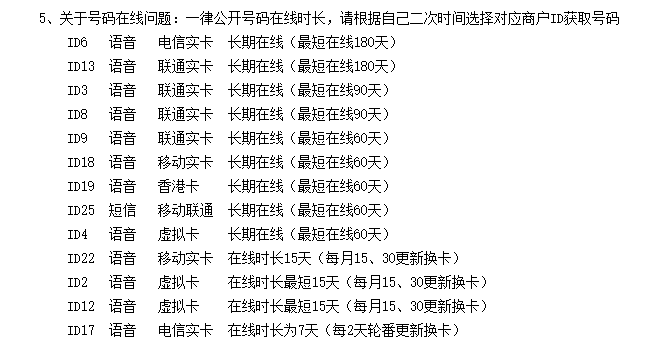 5、关于号码在线问题：一律公开号码在线时长，请根据自己二次时间选择对应商户ID获取号码
ID6 语音 电信实卡 长期在线（最短在线180天）
ID13 语音 联通实卡 长期在线（最短在线180天）
ID3 语音 联通实卡 长期在线（最短在线90天）
ID8 语音 联通实卡 长期在线（最短在线90天）
ID9 语音 联通实卡 长期在线（最短在线60天）
ID18 语音 移动实卡 长期在线（最短在线60天）
ID19 语音 香港卡 长期在线（最短在线60天）
ID25 短信 移动联通 长期在线（最短在线60天）
ID4 语音 虚拟卡 长期在线（最短在线60天）
ID22 语音 移动实卡 在线时长15天（每月15、30更新换卡）
ID2 语音 虚拟卡 在线时长最短15天（每月15、30更新换卡）
ID12 语音 虚拟卡 在线时长最短15天（每月15、30更新换卡）
ID17 语音 电信实卡 在线时长为7天（每2天轮番更新换卡）